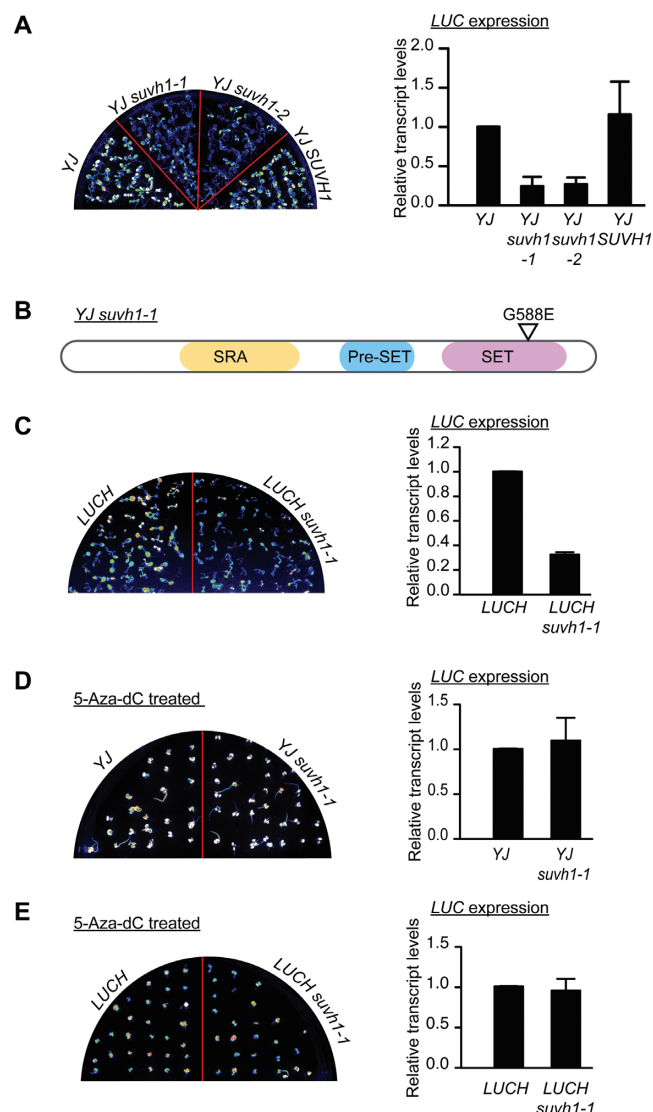 A
YJ
YJ suvh1-1
YJ suvh1-2
YJ SUVH1
LUC expression
Relative transcript levels
2.0
1.5
1.0
0.5
0.0
YJ
YJ
suvh1
-1
YJ
suvh1
-2
YJ
SUVH1
B
YJ suvh1-1
G588E
SRA
Pre-SET
SET
C
LUCH
LUCH suvh1-1
LUC expression
Relative transcript levels
1.2
1.0
0.8
0.6
0.4
0.2
0.0
LUCH
LUCH
suvh1-1
D
5-Aza-dC treated
YJ
YJ suvh1-1
LUC expression
Relative transcript levels
1.5
1.0
0.5
0.0
YJ
YJ
suvh1-1
E
5-Aza-dC treated
LUCH
LUCH suvh1-1
LUC expression
Relative transcript levels
1.5
1.0
0.5
0.0
LUCH
LUCH
suvh1-1